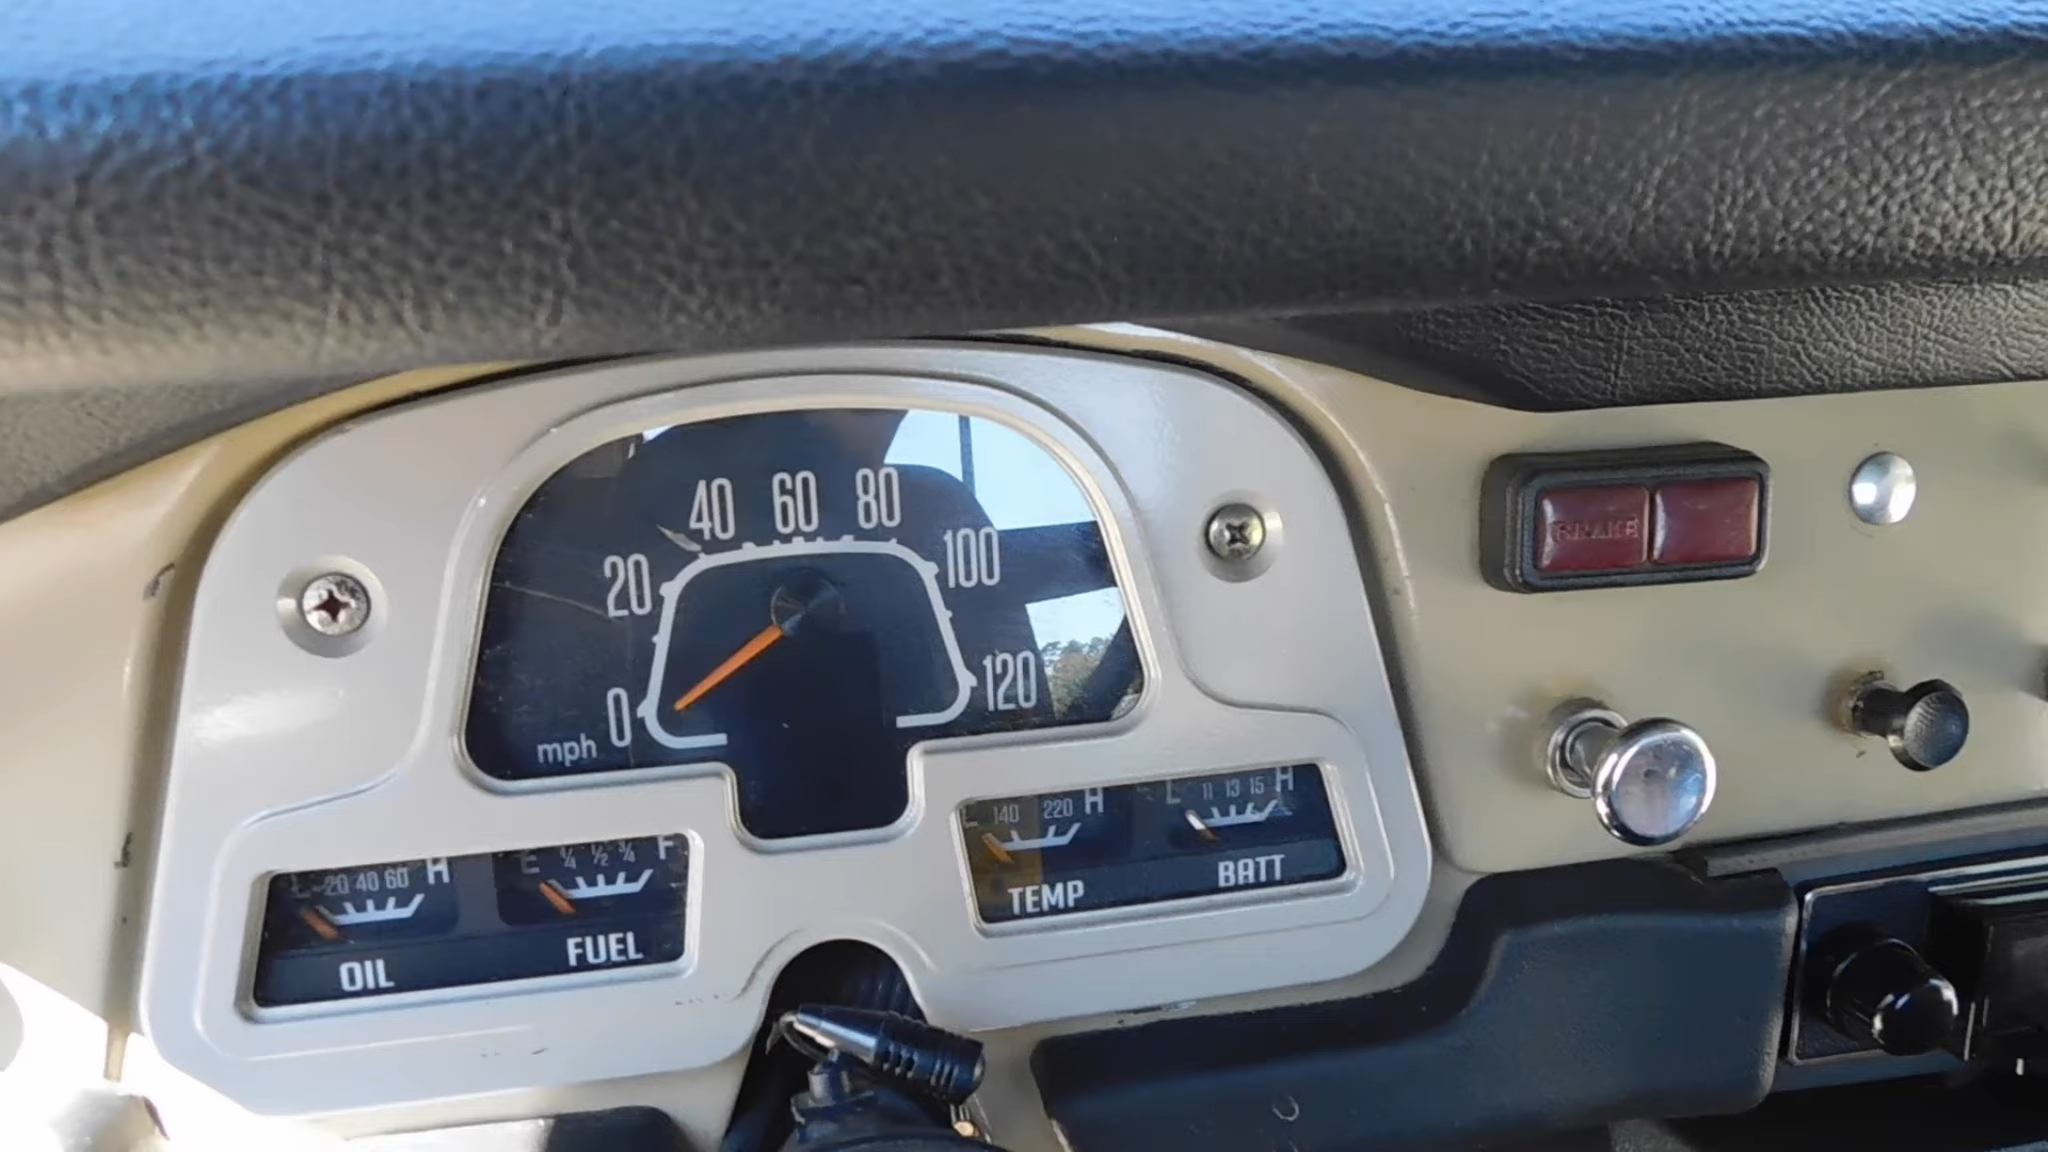 40 60 80
20 100
0 120
mph
BRAKE
E 140 220 H
L 11 13 15 H
TEMP BATT
L 20 40 60 H
E 1/4 1/2 3/4 F
OIL FUEL